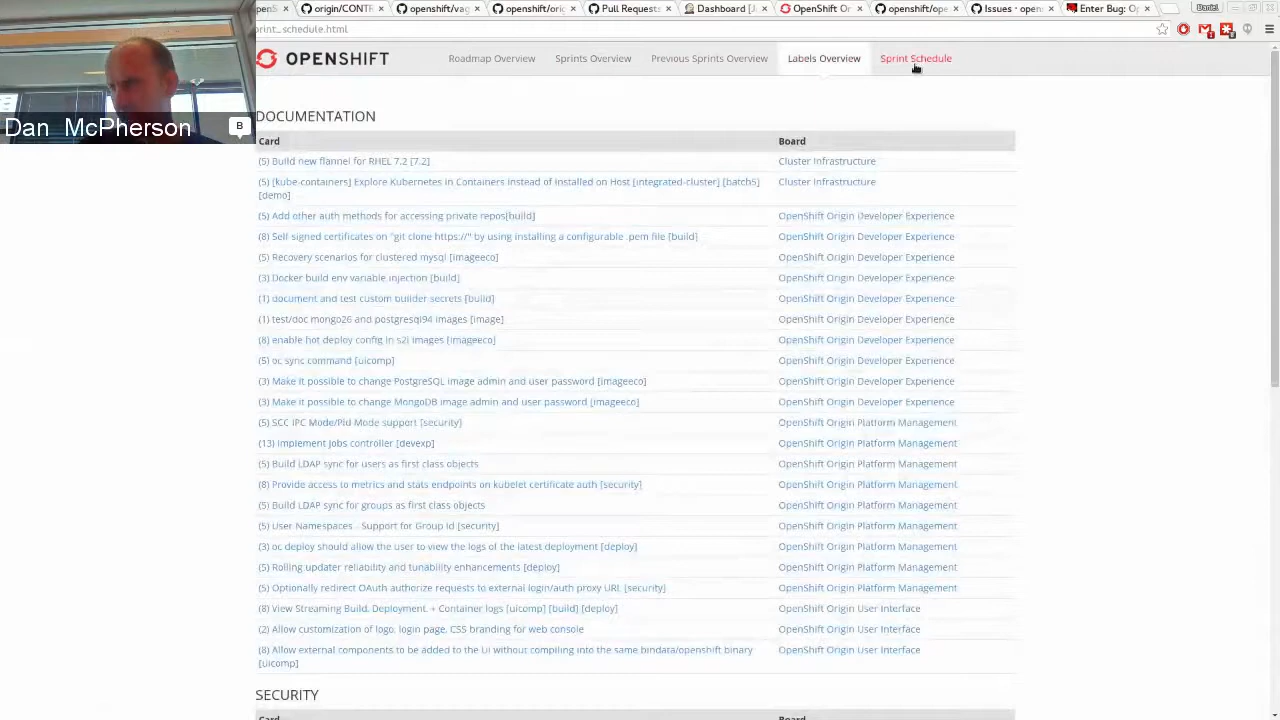 origin/CONTR
openshift/vag
openshift/orig
Pull Requests
Dashboard [J
OpenShift Or
openshift/ope
Issues · open
Enter Bug: Op
Daniel
print_schedule.html
OPENSHIFT
Roadmap Overview
Sprints Overview
Previous Sprints Overview
Labels Overview
Sprint Schedule
Dan McPherson
B
DOCUMENTATION
Card Board
(5) Build new flannel for RHEL 7.2 [7.2] Cluster Infrastructure
(5) [kube-containers] Explore Kubernetes in Containers instead of installed on Host [integrated-cluster] [batch5] Cluster Infrastructure
[demo]
(5) Add other auth methods for accessing private repos[build] OpenShift Origin Developer Experience
(8) Self signed certificates on "git clone https://" by using installing a configurable .pem file [build] OpenShift Origin Developer Experience
(5) Recovery scenarios for clustered mysql [imageeco] OpenShift Origin Developer Experience
(3) Docker build env variable injection [build] OpenShift Origin Developer Experience
(1) document and test custom builder secrets [build] OpenShift Origin Developer Experience
(1) test/doc mongo26 and postgresql94 images [image] OpenShift Origin Developer Experience
(8) enable hot deploy config in s2i images [imageeco] OpenShift Origin Developer Experience
(5) oc sync command [uicomp] OpenShift Origin Developer Experience
(3) Make it possible to change PostgreSQL image admin and user password [imageeco] OpenShift Origin Developer Experience
(3) Make it possible to change MongoDB image admin and user password [imageeco] OpenShift Origin Developer Experience
(5) SCC IPC Mode/Pid Mode support [security] OpenShift Origin Platform Management
(13) Implement Jobs controller [devexp] OpenShift Origin Platform Management
(5) Build LDAP sync for users as first class objects OpenShift Origin Platform Management
(8) Provide access to metrics and stats endpoints on kubelet certificate auth [security] OpenShift Origin Platform Management
(5) Build LDAP sync for groups as first class objects OpenShift Origin Platform Management
(5) User Namespaces - Support for Group Id [security] OpenShift Origin Platform Management
(3) oc deploy should allow the user to view the logs of the latest deployment [deploy] OpenShift Origin Platform Management
(5) Rolling updater reliability and tunability enhancements [deploy] OpenShift Origin Platform Management
(5) Optionally redirect OAuth authorize requests to external login/auth proxy URL [security] OpenShift Origin Platform Management
(8) View Streaming Build, Deployment, + Container logs [uicomp] [build] [deploy] OpenShift Origin User Interface
(2) Allow customization of logo, login page, CSS branding for web console OpenShift Origin User Interface
(8) Allow external components to be added to the UI without compiling into the same bindata/openshift binary OpenShift Origin User Interface
[uicomp]
SECURITY
Card Board